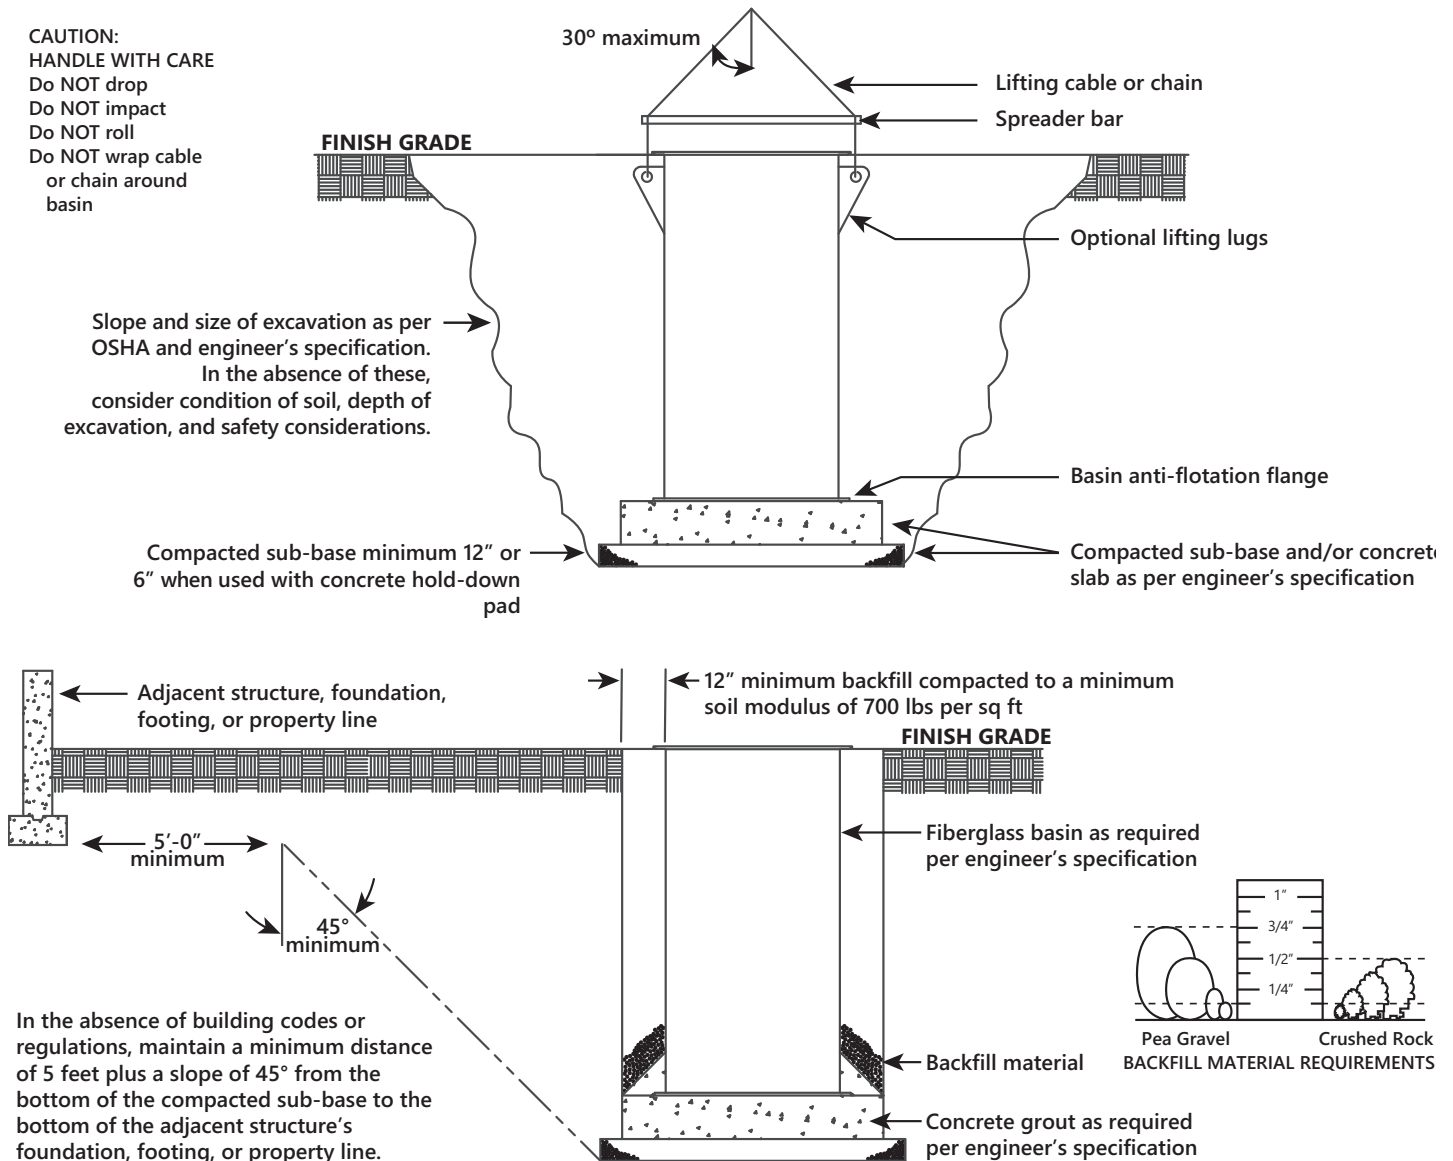 CAUTION:
HANDLE WITH CARE
Do NOT drop
Do NOT impact
Do NOT roll
Do NOT wrap cable
or chain around
basin
30º maximum
Lifting cable or chain
Spreader bar
FINISH GRADE
Optional lifting lugs
Slope and size of excavation as per
OSHA and engineer’s specification.
In the absence of these,
consider condition of soil, depth of
excavation, and safety considerations.
Basin anti-flotation flange
Compacted sub-base minimum 12” or
6” when used with concrete hold-down
pad
Compacted sub-base and/or concrete
slab as per engineer’s specification
Adjacent structure, foundation,
footing, or property line
12” minimum backfill compacted to a minimum
soil modulus of 700 lbs per sq ft
FINISH GRADE
5’-0”
minimum
45°
minimum
Fiberglass basin as required
per engineer’s specification
1”
3/4”
1/2”
1/4”
Pea Gravel
Crushed Rock
BACKFILL MATERIAL REQUIREMENTS
In the absence of building codes or
regulations, maintain a minimum distance
of 5 feet plus a slope of 45° from the
bottom of the compacted sub-base to the
bottom of the adjacent structure’s
foundation, footing, or property line.
Backfill material
Concrete grout as required
per engineer’s specification